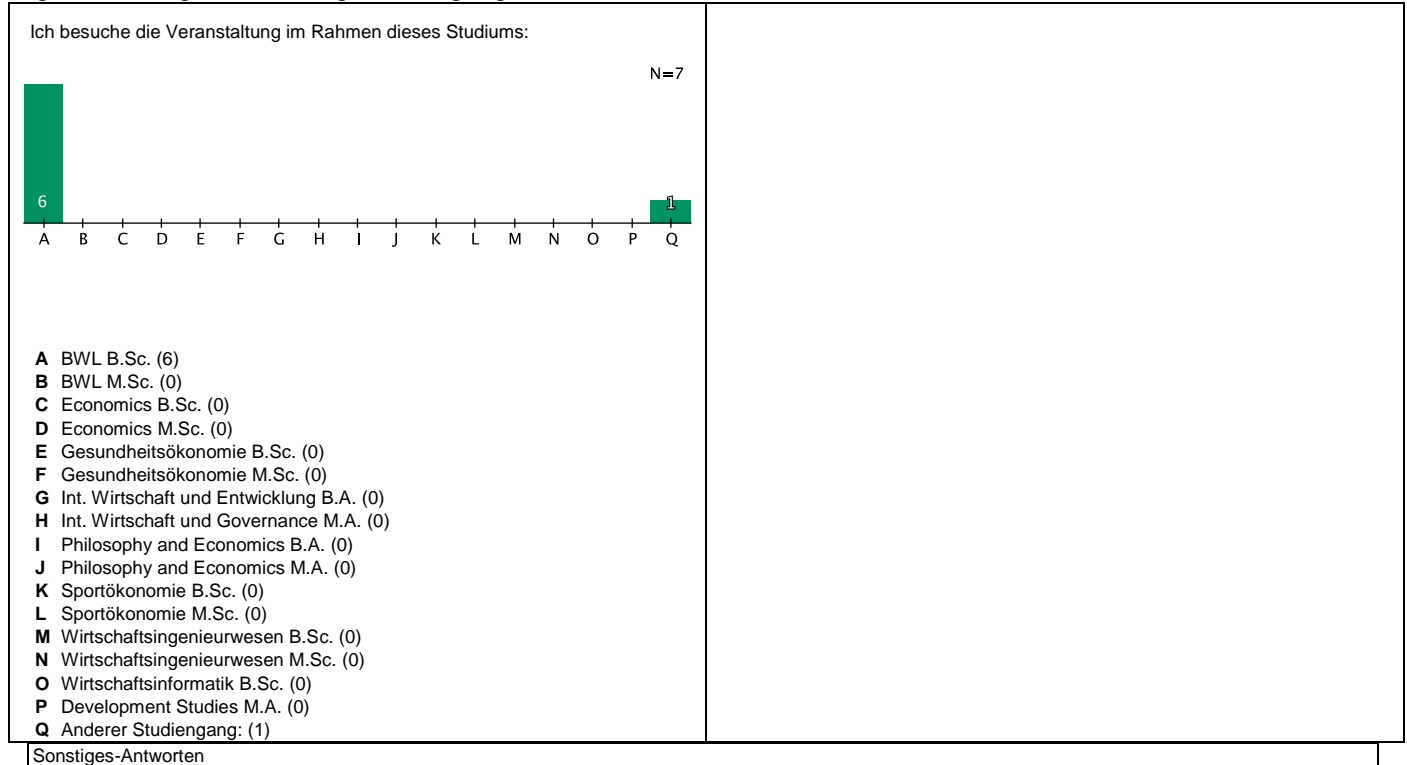 Ich besuche die Veranstaltung im Rahmen dieses Studiums:
N=7
6
1
A B C D E F G H I J K L M N O P Q
A BWL B.Sc. (6)
B BWL M.Sc. (0)
C Economics B.Sc. (0)
D Economics M.Sc. (0)
E Gesundheitsökonomie B.Sc. (0)
F Gesundheitsökonomie M.Sc. (0)
G Int. Wirtschaft und Entwicklung B.A. (0)
H Int. Wirtschaft und Governance M.A. (0)
I Philosophy and Economics B.A. (0)
J Philosophy and Economics M.A. (0)
K Sportökonomie B.Sc. (0)
L Sportökonomie M.Sc. (0)
M Wirtschaftsingenieurwesen B.Sc. (0)
N Wirtschaftsingenieurwesen M.Sc. (0)
O Wirtschaftsinformatik B.Sc. (0)
P Development Studies M.A. (0)
Q Anderer Studiengang: (1)
Sonstiges-Antworten